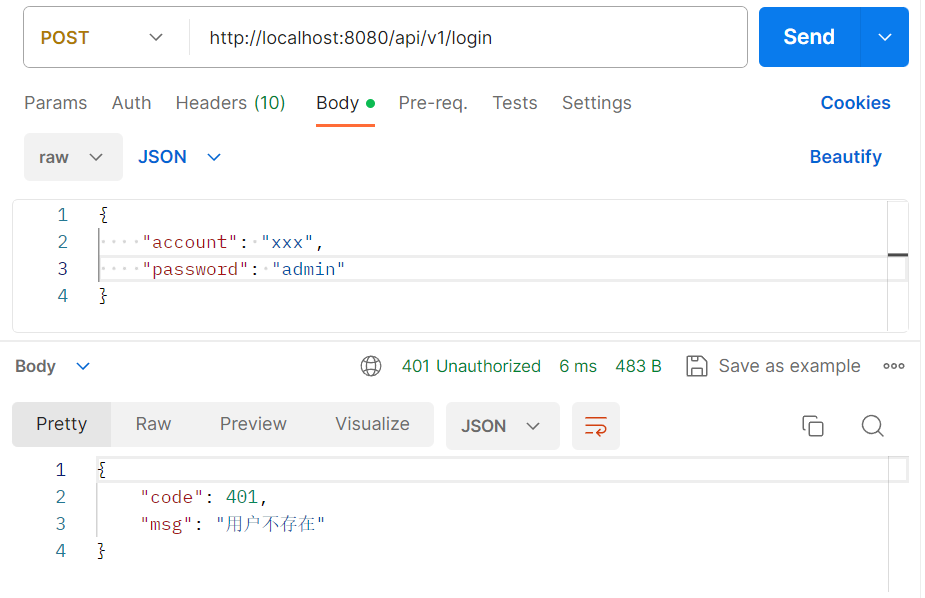 POST http://localhost:8080/api/v1/login Send
Params Auth Headers (10) Body Pre-req. Tests Settings Cookies
raw JSON Beautify
1 {
2 ····"account":·"xxx",
3 ····"password":·"admin"
4 }
Body 401 Unauthorized 6 ms 483 B Save as example
Pretty Raw Preview Visualize JSON
1 {
2     "code": 401,
3     "msg": "用户不存在"
4 }